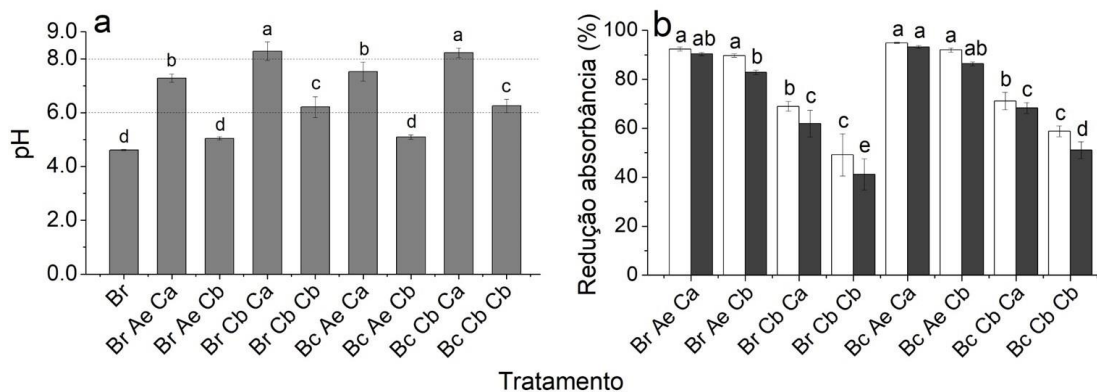 a
pH
9.0
8.0
6.0
4.0
2.0
0.0
d
b
d
a
c
b
d
a
c
Br
Br Ae Ca
Br Ae Cb
Br Cb Ca
Br Cb Cb
Bc Ae Ca
Bc Ae Cb
Bc Cb Ca
Bc Cb Cb
b
Redução absorbância (%)
100
80
60
40
20
0
a ab
a b
b c
c e
a a
a ab
b c
c d
Br Ae Ca
Br Ae Cb
Br Cb Ca
Br Cb Cb
Bc Ae Ca
Bc Ae Cb
Bc Cb Ca
Bc Cb Cb
Tratamento